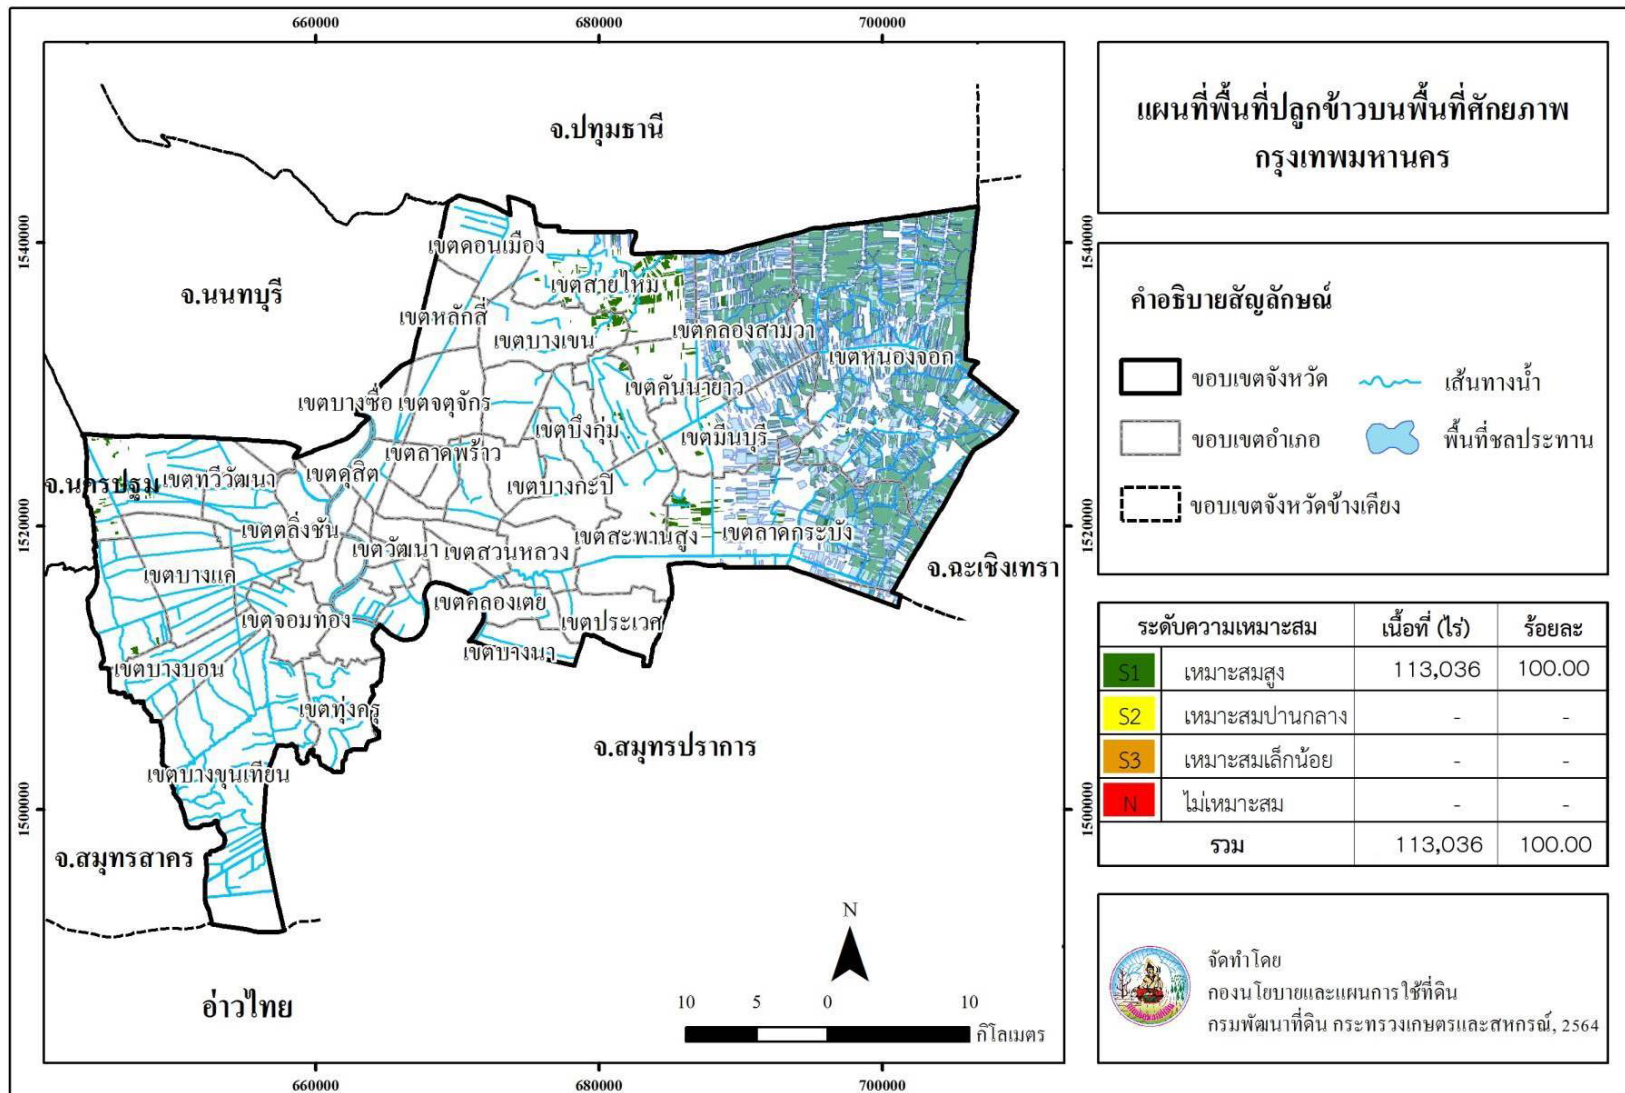 660000
680000
700000
1540000
1520000
1500000
จ.ปทุมธานี
จ.นนทบุรี
เขตดอนเมือง
เขตสายไหม
เขตหลักสี่
เขตบางเขน
เขตคลองสามวา
เขตหนองจอก
เขตบางซื่อ
เขตจตุจักร
เขตคันนายาว
เขตบึงกุ่ม
เขตมีนบุรี
เขตลาดพร้าว
เขตดุสิต
เขตทวีวัฒนา
จ.นครปฐม
เขตบางกะปิ
เขตตลิ่งชัน
เขตวัฒนา
เขตสวนหลวง
เขตสะพานสูง
เขตลาดกระบัง
จ.ฉะเชิงเทรา
เขตบางแค
เขตคลองเตย
เขตจอมทอง
เขตประเวศ
เขตบางนา
เขตบางบอน
เขตทุ่งครุ
จ.สมุทรปราการ
เขตบางขุนเทียน
จ.สมุทรสาคร
อ่าวไทย
N
10 5 0 10
กิโลเมตร
1540000
1520000
1500000
660000
680000
700000
แผนที่พื้นที่ปลูกข้าวบนพื้นที่ศักยภาพ
กรุงเทพมหานคร
คำอธิบายสัญลักษณ์
ขอบเขตจังหวัด เส้นทางน้ำ
ขอบเขตอำเภอ พื้นที่ชลประทาน
ขอบเขตจังหวัดข้างเคียง
ระดับความเหมาะสม เนื้อที่ (ไร่) ร้อยละ
S1 เหมาะสมสูง 113,036 100.00
S2 เหมาะสมปานกลาง - -
S3 เหมาะสมเล็กน้อย - -
N ไม่เหมาะสม - -
รวม 113,036 100.00
จัดทำโดย
กองนโยบายและแผนการใช้ที่ดิน
กรมพัฒนาที่ดิน กระทรวงเกษตรและสหกรณ์, 2564